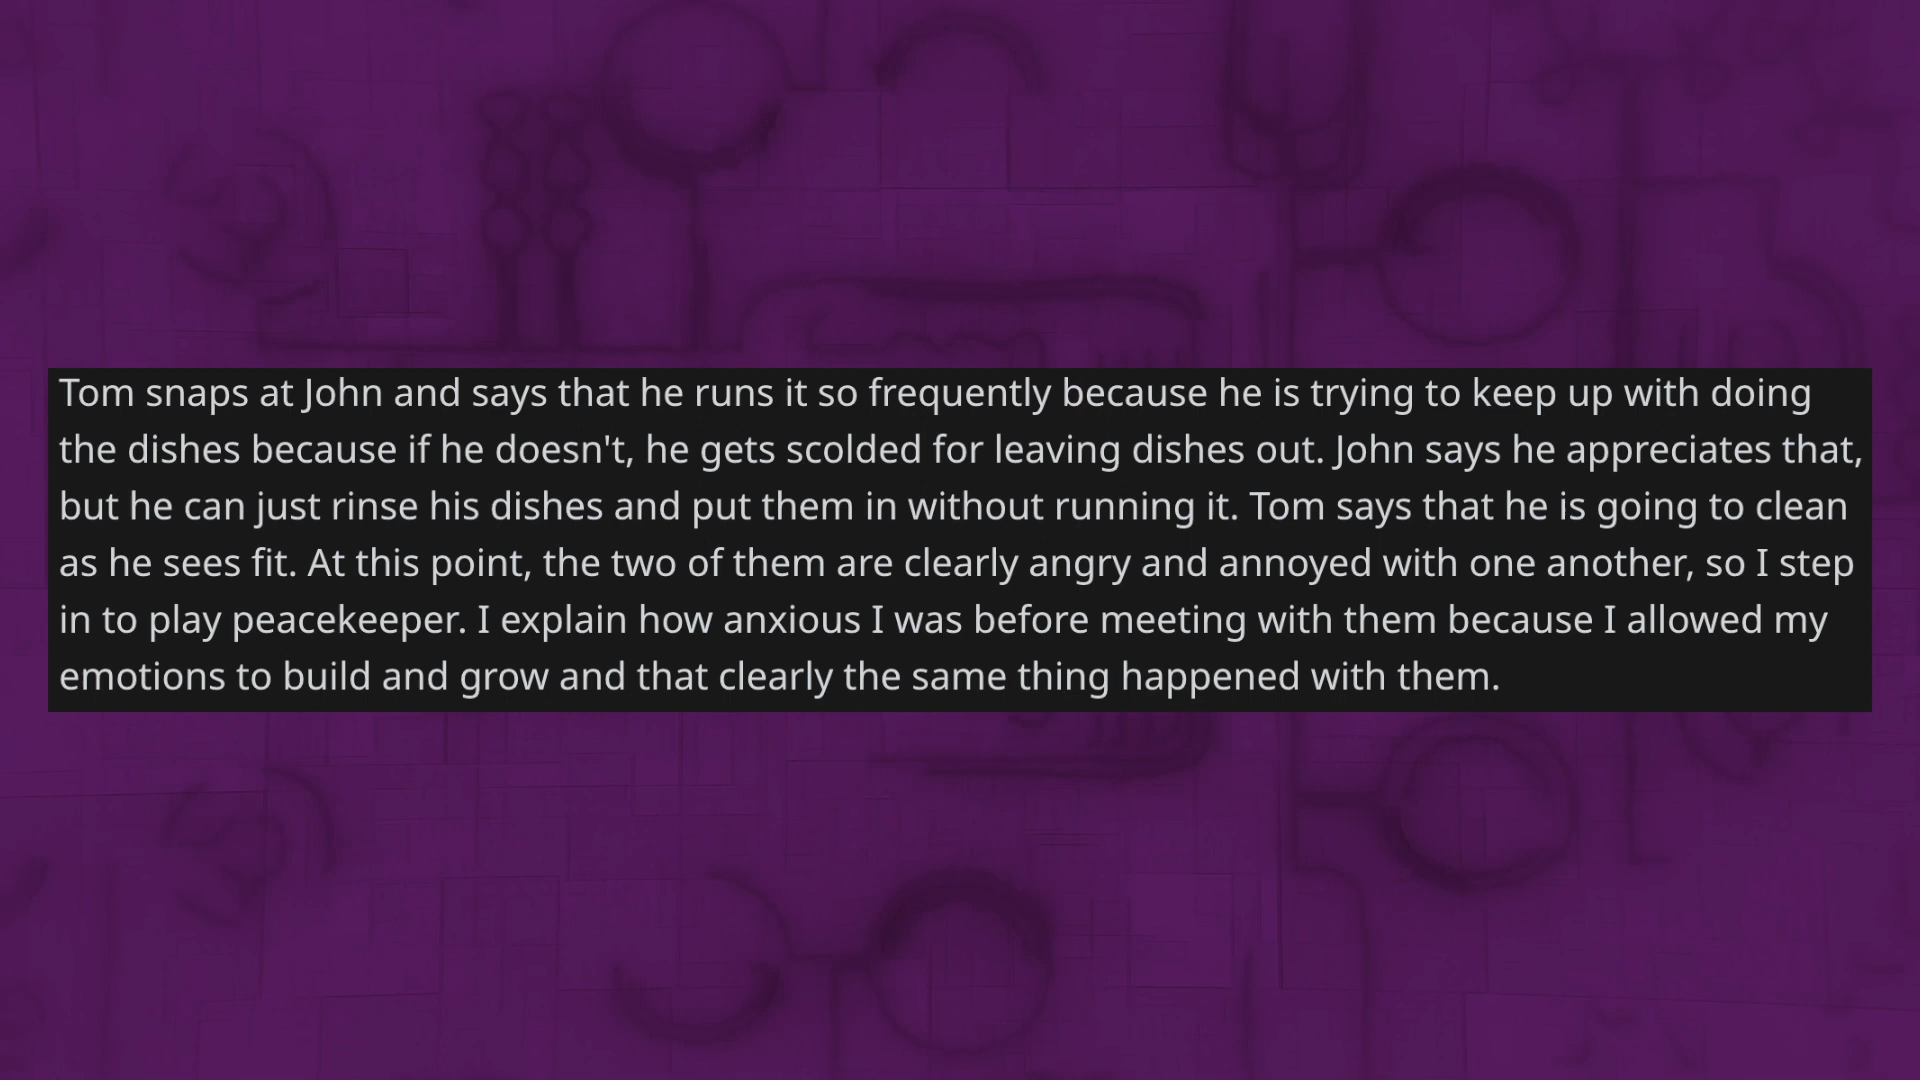 Tom snaps at John and says that he runs it so frequently because he is trying to keep up with doing
the dishes because if he doesn't, he gets scolded for leaving dishes out. John says he appreciates that,
but he can just rinse his dishes and put them in without running it. Tom says that he is going to clean
as he sees fit. At this point, the two of them are clearly angry and annoyed with one another, so I step
in to play peacekeeper. I explain how anxious I was before meeting with them because I allowed my
emotions to build and grow and that clearly the same thing happened with them.